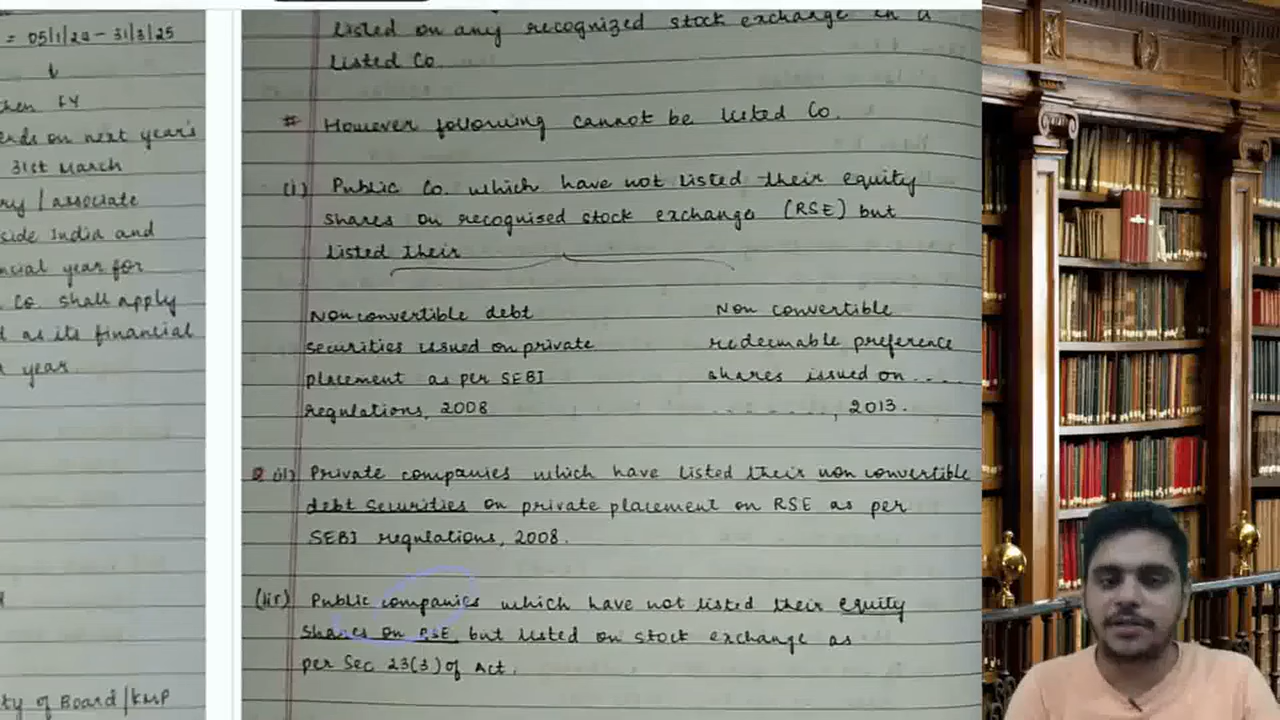 = 05/1/24 - 31/3/25
then FY
ends on next year's
31st March
ary / associate
side India and
ncial year for
Co. shall apply
d as its financial
year.
ty of Board/KMP
listed on any recognized stock exchange in a
listed Co.
# However following cannot be listed Co.
(i) Public Co. which have not listed their equity
shares on recognised stock exchange (RSE) but
listed their
Nonconvertible debt
securities issued on private
placement as per SEBI
regulations, 2008
Non convertible
redeemable preference
shares issued on ....
........, 2013.
(ii) Private companies which have listed their non convertible
debt securities on private placement on RSE as per
SEBI regulations, 2008.
(iii) Public companies which have not listed their equity
shares on RSE but listed on stock exchange as
per Sec 23(3) of Act.